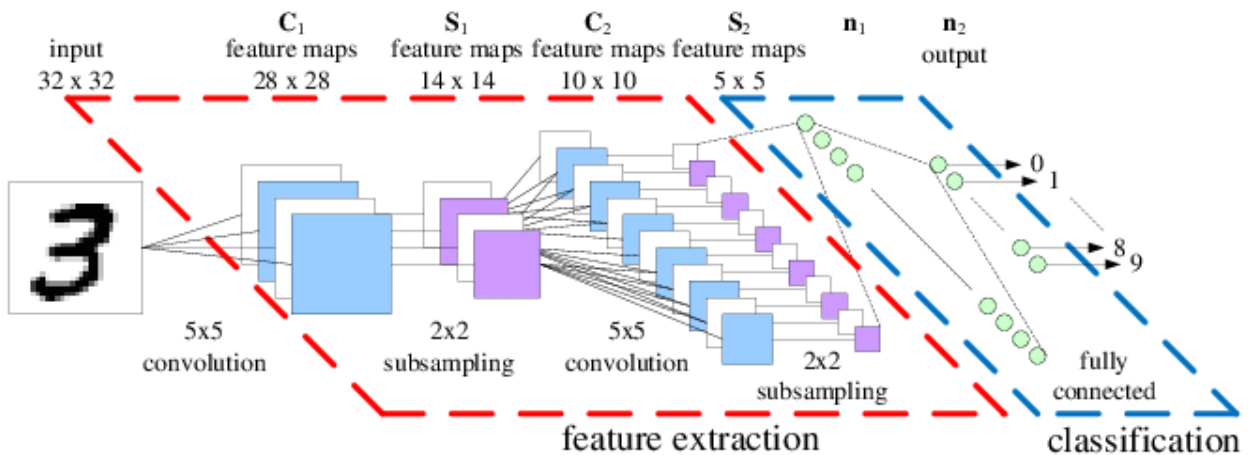 input
32 x 32
C₁
feature maps
28 x 28
S₁
feature maps
14 x 14
C₂
feature maps
10 x 10
S₂
feature maps
5 x 5
n₁
n₂
output
0
1
8
9
5x5
convolution
2x2
subsampling
5x5
convolution
2x2
subsampling
fully
connected
feature extraction
classification